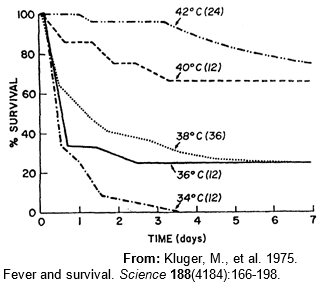 42°C (24)
100
80
40°C (12)
60
% SURVIVAL
40
38°C (36)
20
36°C (12)
34°C (12)
0
0 1 2 3 4 5 6 7
TIME (days)
From: Kluger, M., et al. 1975.
Fever and survival. Science 188(4184):166-198.